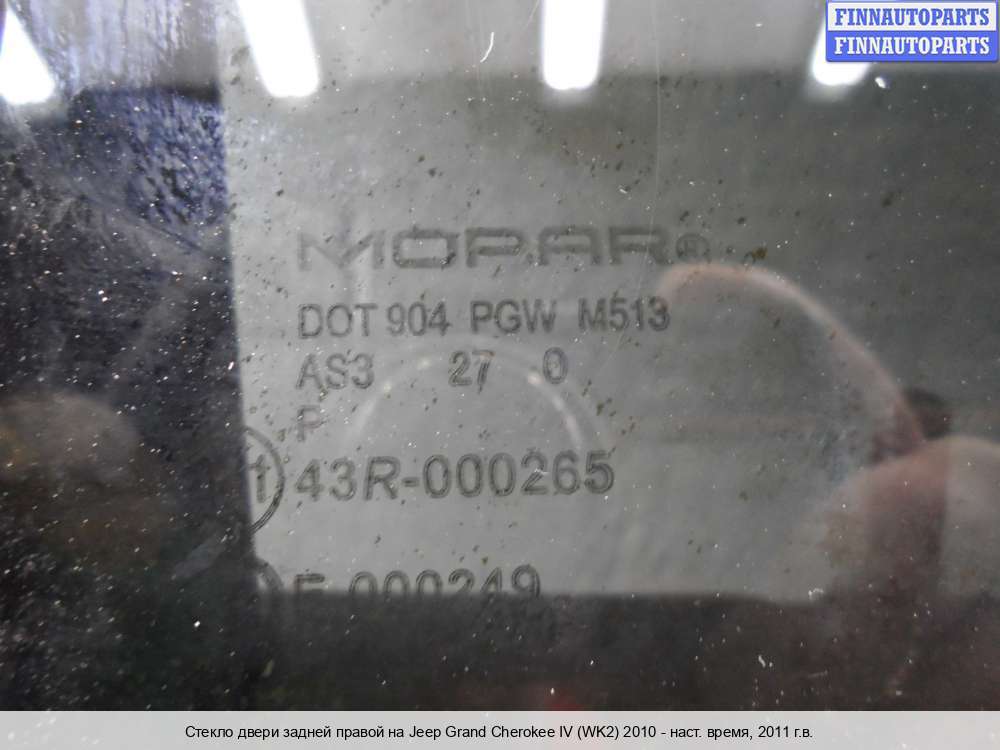 FINNAUTOPARTS
FINNAUTOPARTS
MOPAR®
DOT 904 PGW M513
AS3 27 0
P
43R-000265
E 000249
Стекло двери задней правой на Jeep Grand Cherokee IV (WK2) 2010 - наст. время, 2011 г.в.